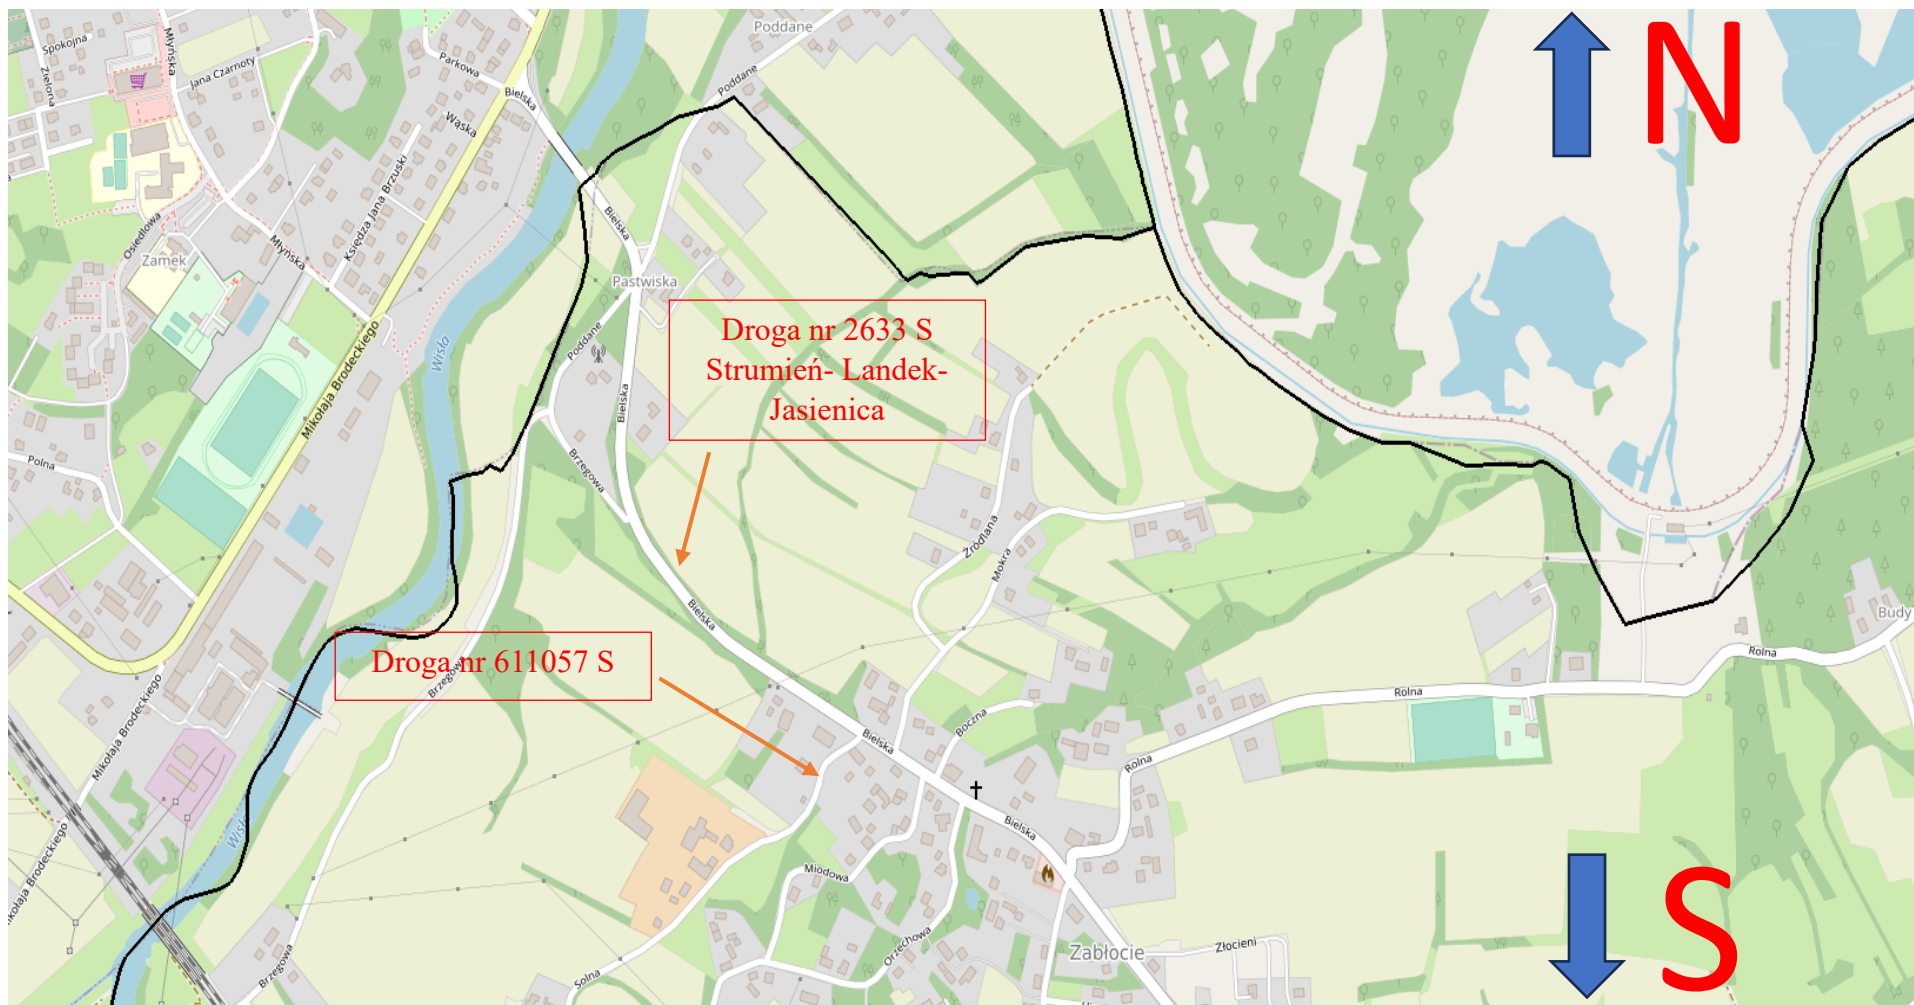 Poddane
N
Spokojna
Młyńska
Zielona
Jana Czarnoty
Parkowa
Bielska
Wąska
Poddane
Księdza Jana Brzuski
Osiedlowa
Zamek
Młyńska
Bielska
Pastwiska
Mikołaja Brodeckiego
Wisła
Poddane
Droga nr 2633 S
Strumień- Landek-
Jasienica
Bielska
Polna
Brzegowa
Źródlana
Mokra
Bielska
Budy
Rolna
Droga nr 611057 S
Brzegowa
Rolna
Mikołaja Brodeckiego
Boczna
Bielska
Rolna
Wisła
Bielska
Mikołaja Brodeckiego
Miodowa
S
Orzechowa
Zabłocie
Złocieni
Brzegowa
Solna